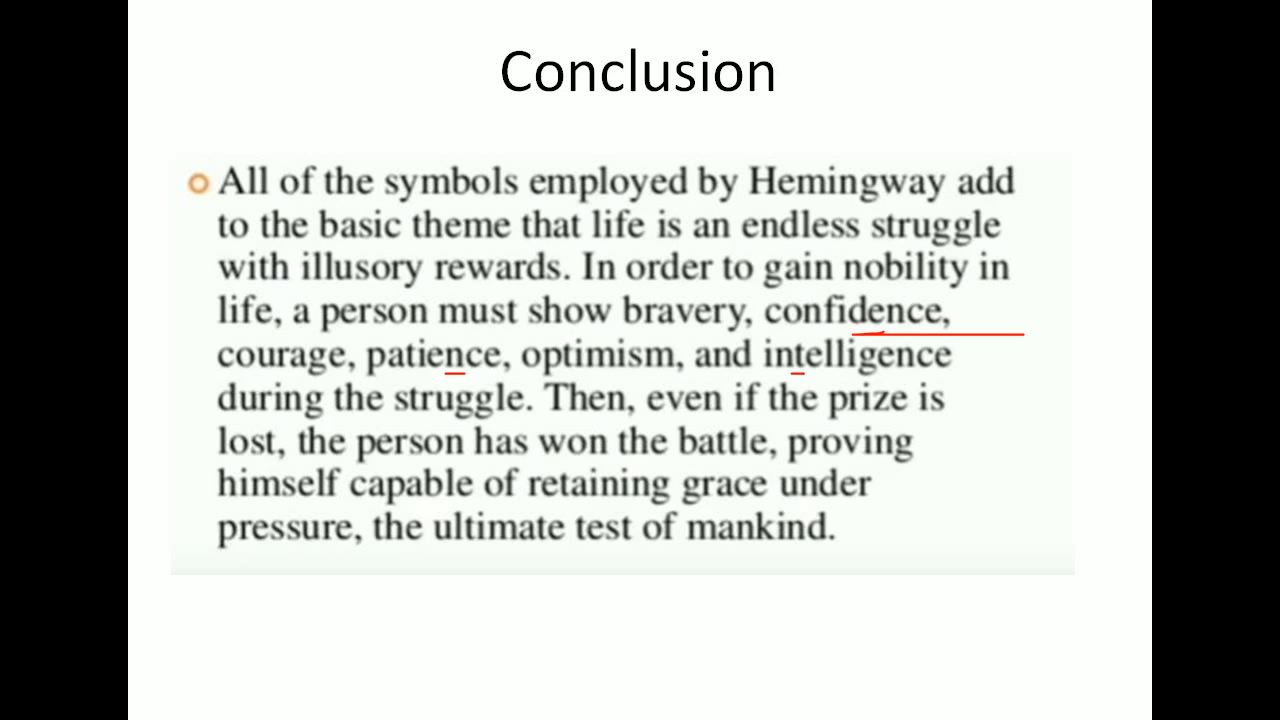 Conclusion
All of the symbols employed by Hemingway add
to the basic theme that life is an endless struggle
with illusory rewards. In order to gain nobility in
life, a person must show bravery, confidence,
courage, patience, optimism, and intelligence
during the struggle. Then, even if the prize is
lost, the person has won the battle, proving
himself capable of retaining grace under
pressure, the ultimate test of mankind.